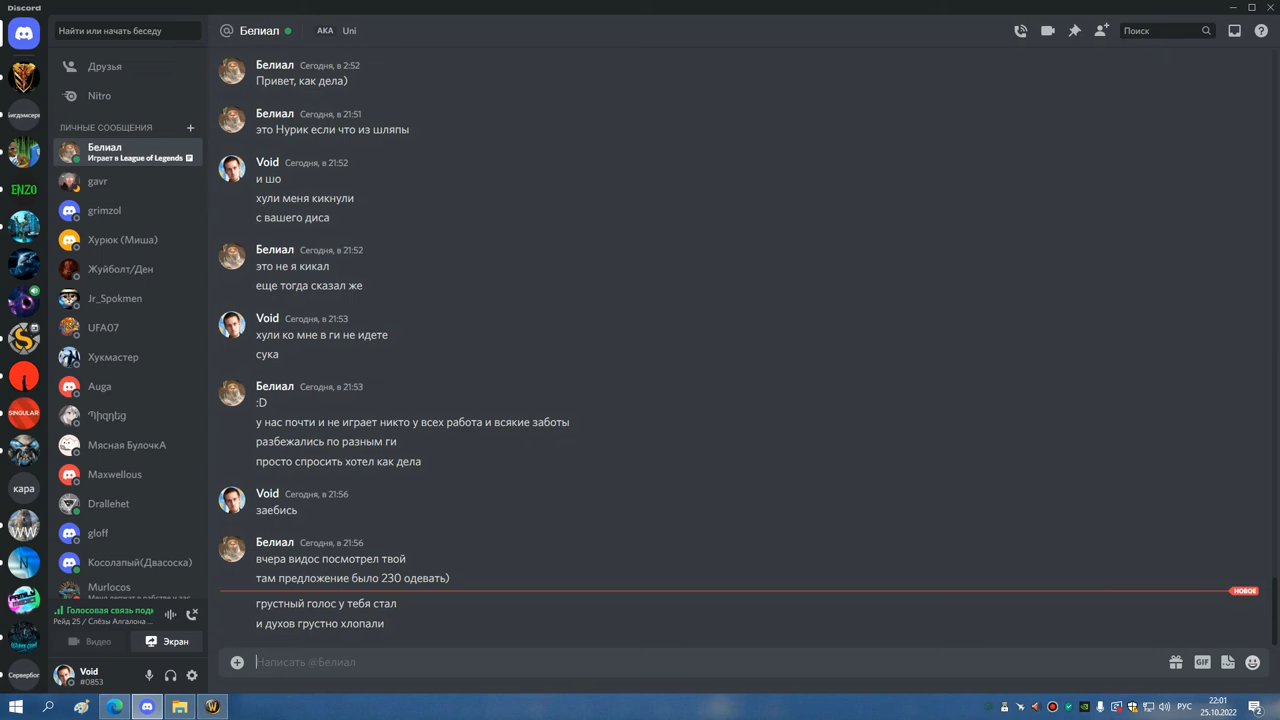 Discord
Найти или начать беседу
Друзья
Nitro
ЛИЧНЫЕ СООБЩЕНИЯ
Белиал
Играет в League of Legends
gavr
grimzol
Хурюк (Миша)
Жуйболт/Ден
Jr_Spokmen
UFA07
Хукмастер
Auga
Мясная БулочкА
Maxwellous
Drallehet
gloff
Косолапый(Двасоска)
Murlocos
Голосовая связь подк
Рейд 25 / Слёзы Алгалона ...
Видео
Экран
Void
#0853
ENZO
SINGULAR
кара
WW
N
Сервербог
Белиал
AKA Uni
Поиск
Белиал Сегодня, в 2:52
Привет, как дела)
Белиал Сегодня, в 21:51
это Нурик если что из шляпы
Void Сегодня, в 21:52
и шо
хули меня кикнули
с вашего диса
Белиал Сегодня, в 21:52
это не я кикал
еще тогда сказал же
Void Сегодня, в 21:53
хули ко мне в ги не идете
сука
Белиал Сегодня, в 21:53
:D
у нас почти и не играет никто у всех работа и всякие заботы
разбежались по разным ги
просто спросить хотел как дела
Void Сегодня, в 21:56
заебись
Белиал Сегодня, в 21:56
вчера видос посмотрел твой
там предложение было 230 одевать)
НОВОЕ
грустный голос у тебя стал
и духов грустно хлопали
Написать @Белиал
GIF
РУС
22:01
25.10.2022
2